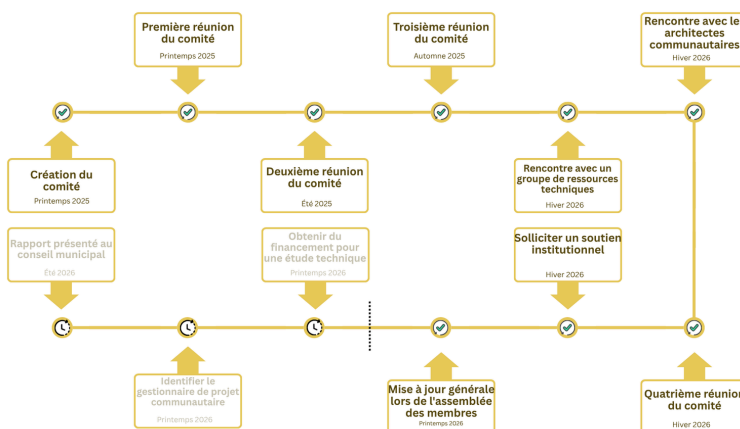 Première réunion
du comité
Printemps 2025
Troisième réunion
du comité
Automne 2025
Rencontre avec le
architectes
communautaires
Hiver 2026
Création du
comité
Printemps 2025
Deuxième réunion
du comité
Été 2025
Rencontre avec un
groupe de ressources
techniques
Hiver 2026
Rapport présenté au
conseil municipal
Été 2026
Obtenir du
financement pour
une étude technique
Printemps 2026
Solliciter un soutien
institutionnel
Hiver 2026
Identifier le
gestionnaire de projet
communautaire
Printemps 2026
Mise à jour générale
lors de l'assemblée
des membres
Printemps 2026
Quatrième réunion
du comité
Hiver 2026